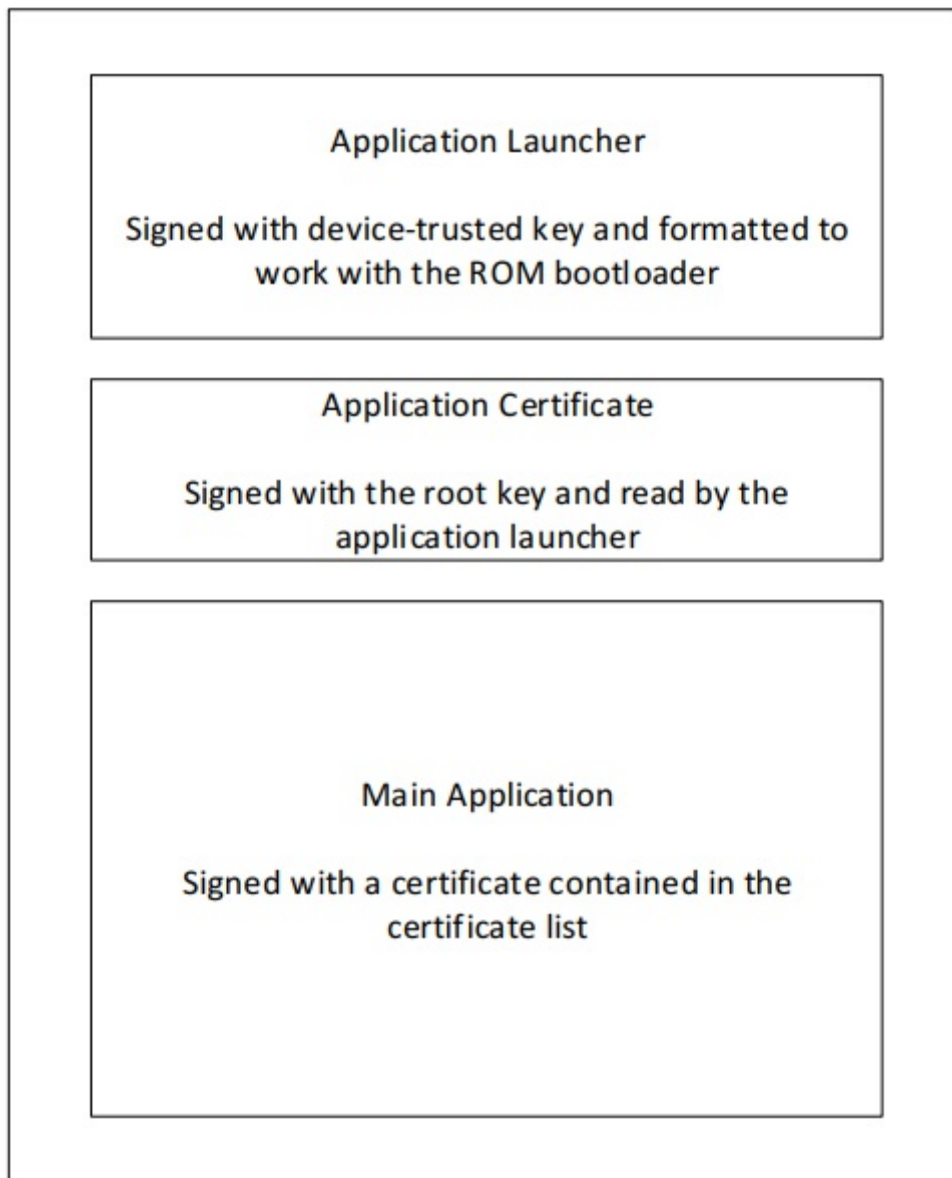 Application Launcher
Signed with device-trusted key and formatted to
work with the ROM bootloader
Application Certificate
Signed with the root key and read by the
application launcher
Main Application
Signed with a certificate contained in the
certificate list